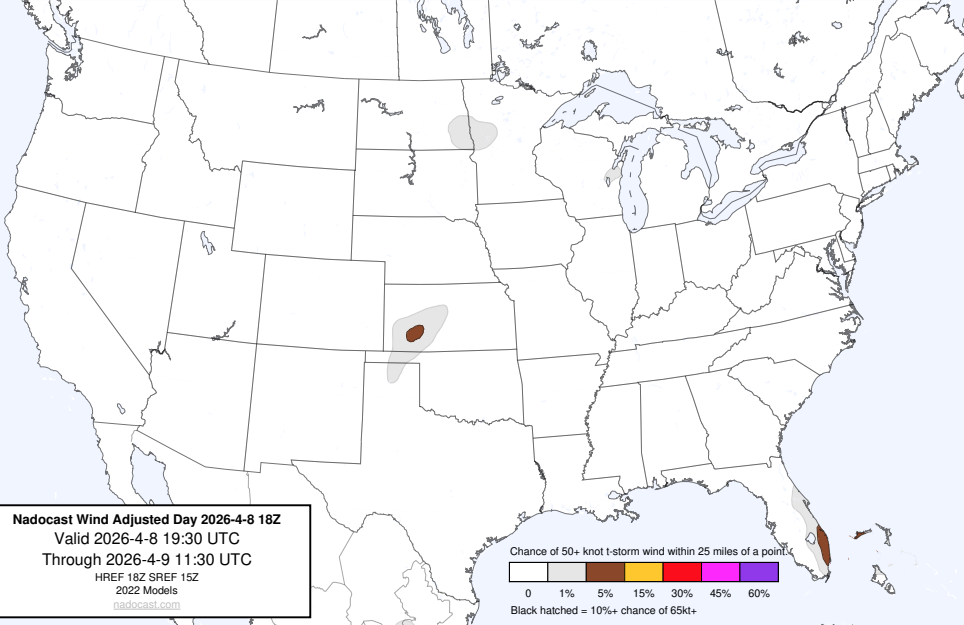 Nadocast Wind Adjusted Day 2026-4-8 18Z
Valid 2026-4-8 19:30 UTC
Through 2026-4-9 11:30 UTC
HREF 18Z SREF 15Z
2022 Models
nadocast.com
Chance of 50+ knot t-storm wind within 25 miles of a point.
0 1% 5% 15% 30% 45% 60%
Black hatched = 10%+ chance of 65kt+